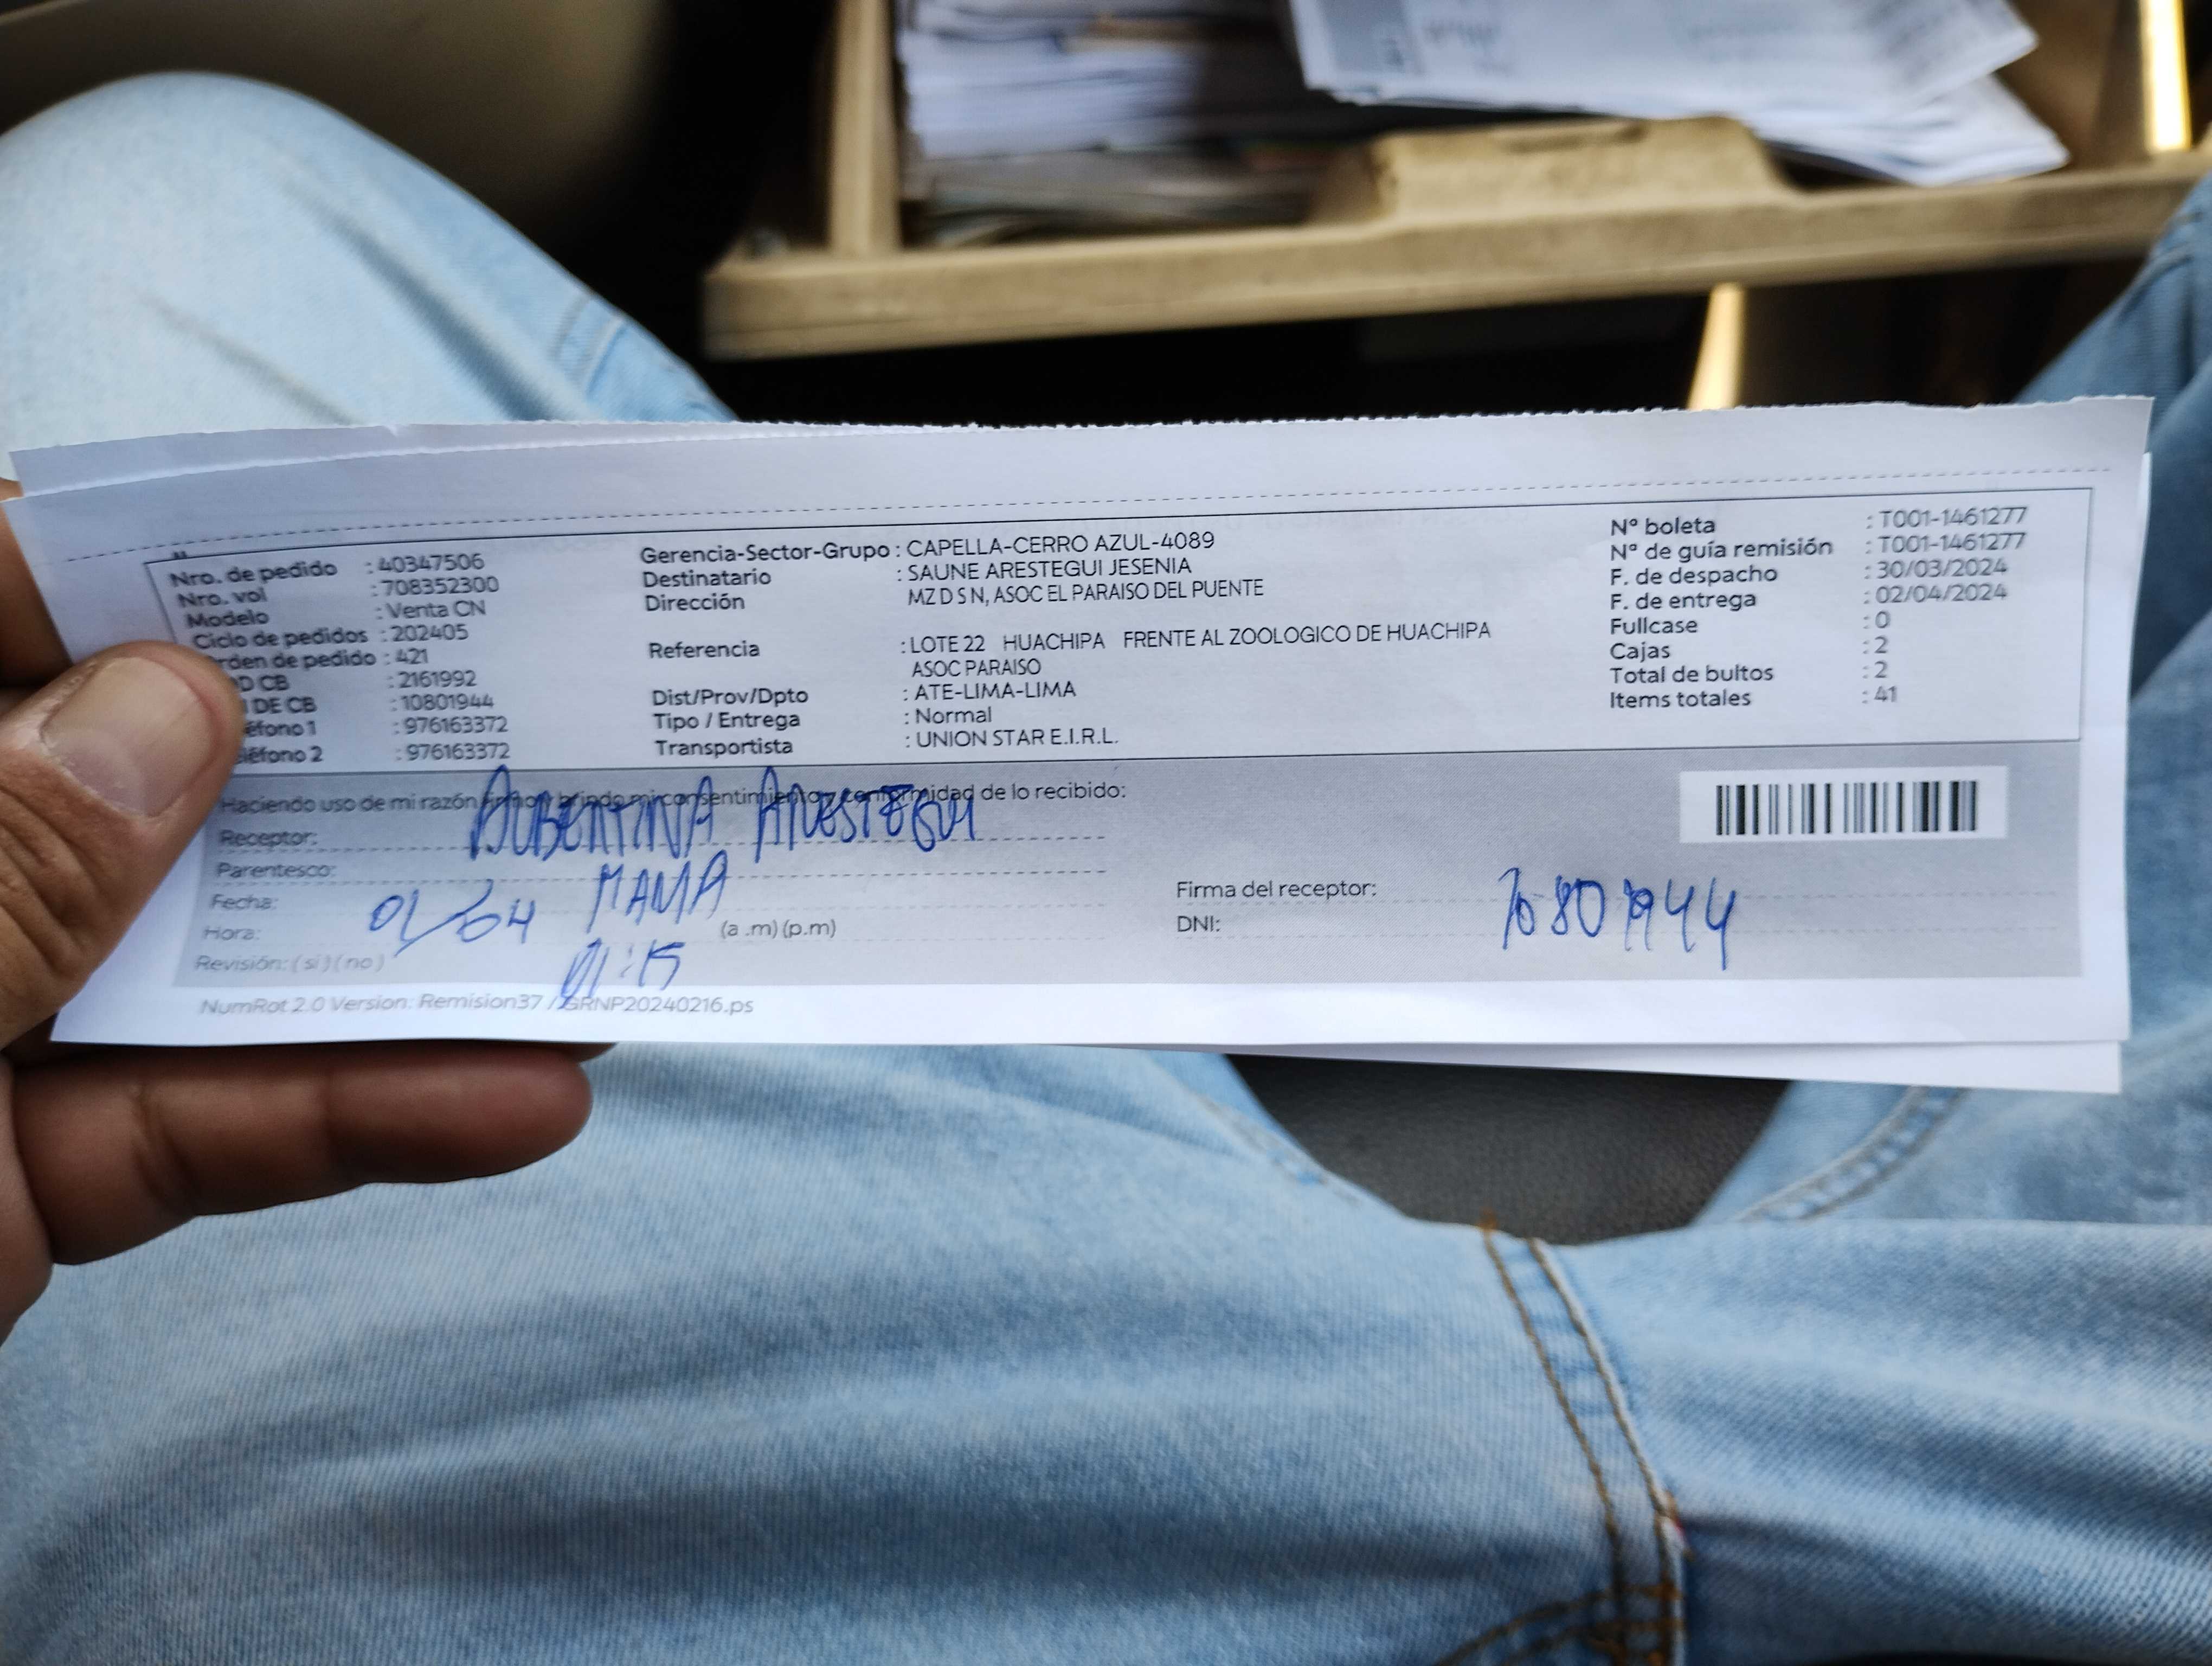 Nro. de pedido : 40347506
Nro. vol : 708352300
Modelo : Venta CN
Ciclo de pedidos : 202405
rden de pedido : 421
D CB : 2161992
DE CB : 10801944
éfono 1 : 976163372
léfono 2 : 976163372
Gerencia-Sector-Grupo : CAPELLA-CERRO AZUL-4089
Destinatario : SAUNE ARESTEGUI JESENIA
Dirección MZ D S N, ASOC EL PARAISO DEL PUENTE
Referencia : LOTE 22 HUACHIPA FRENTE AL ZOOLOGICO DE HUACHIPA
ASOC PARAISO
Dist/Prov/Dpto : ATE-LIMA-LIMA
Tipo / Entrega : Normal
Transportista : UNION STAR E.I.R.L.
N° boleta : T001-1461277
N° de guía remisión : T001-1461277
F. de despacho : 30/03/2024
F. de entrega : 02/04/2024
Fullcase : 0
Cajas : 2
Total de bultos : 2
Items totales : 41
Haciendo uso de mi razón firmo y brindo mi consentimiento y conformidad de lo recibido:
Receptor: ALBERTINA ARESTEGUI
Parentesco: MAMA
Fecha: 01/04
Hora: 01:15 (a .m) (p.m)
Revisión: ( si ) ( no )
Firma del receptor:
DNI: 10801944
NumRot 2.0 Version: Remision37 / GRNP20240216.ps